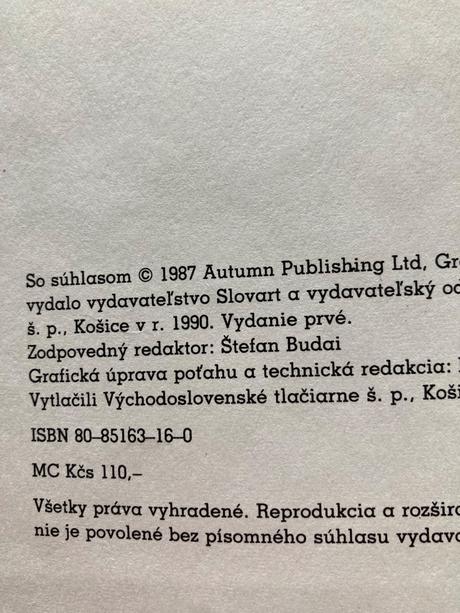 So súhlasom © 1987 Autumn Publishing Ltd,
vydalo vydavateľstvo Slovart a vydavateľský
š. p., Košice v r. 1990. Vydanie prvé.
Zodpovedný redaktor: Štefan Budai
Grafická úprava poťahu a technická redakcia:
Vytlačili Východoslovenské tlačiarne š. p.,
ISBN 80–85163–16–0
MC Kčs 110,–
Všetky práva vyhradené. Reprodukcia a
nie je povolené bez písomného súhlasu